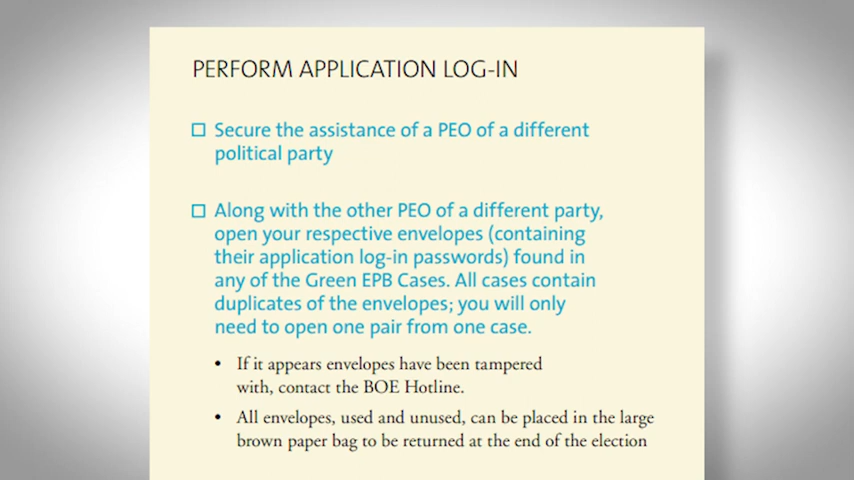 PERFORM APPLICATION LOG-IN
Secure the assistance of a PEO of a different
political party
Along with the other PEO of a different party,
open your respective envelopes (containing
their application log-in passwords) found in
any of the Green EPB Cases. All cases contain
duplicates of the envelopes; you will only
need to open one pair from one case.
• If it appears envelopes have been tampered
with, contact the BOE Hotline.
• All envelopes, used and unused, can be placed in the large
brown paper bag to be returned at the end of the election